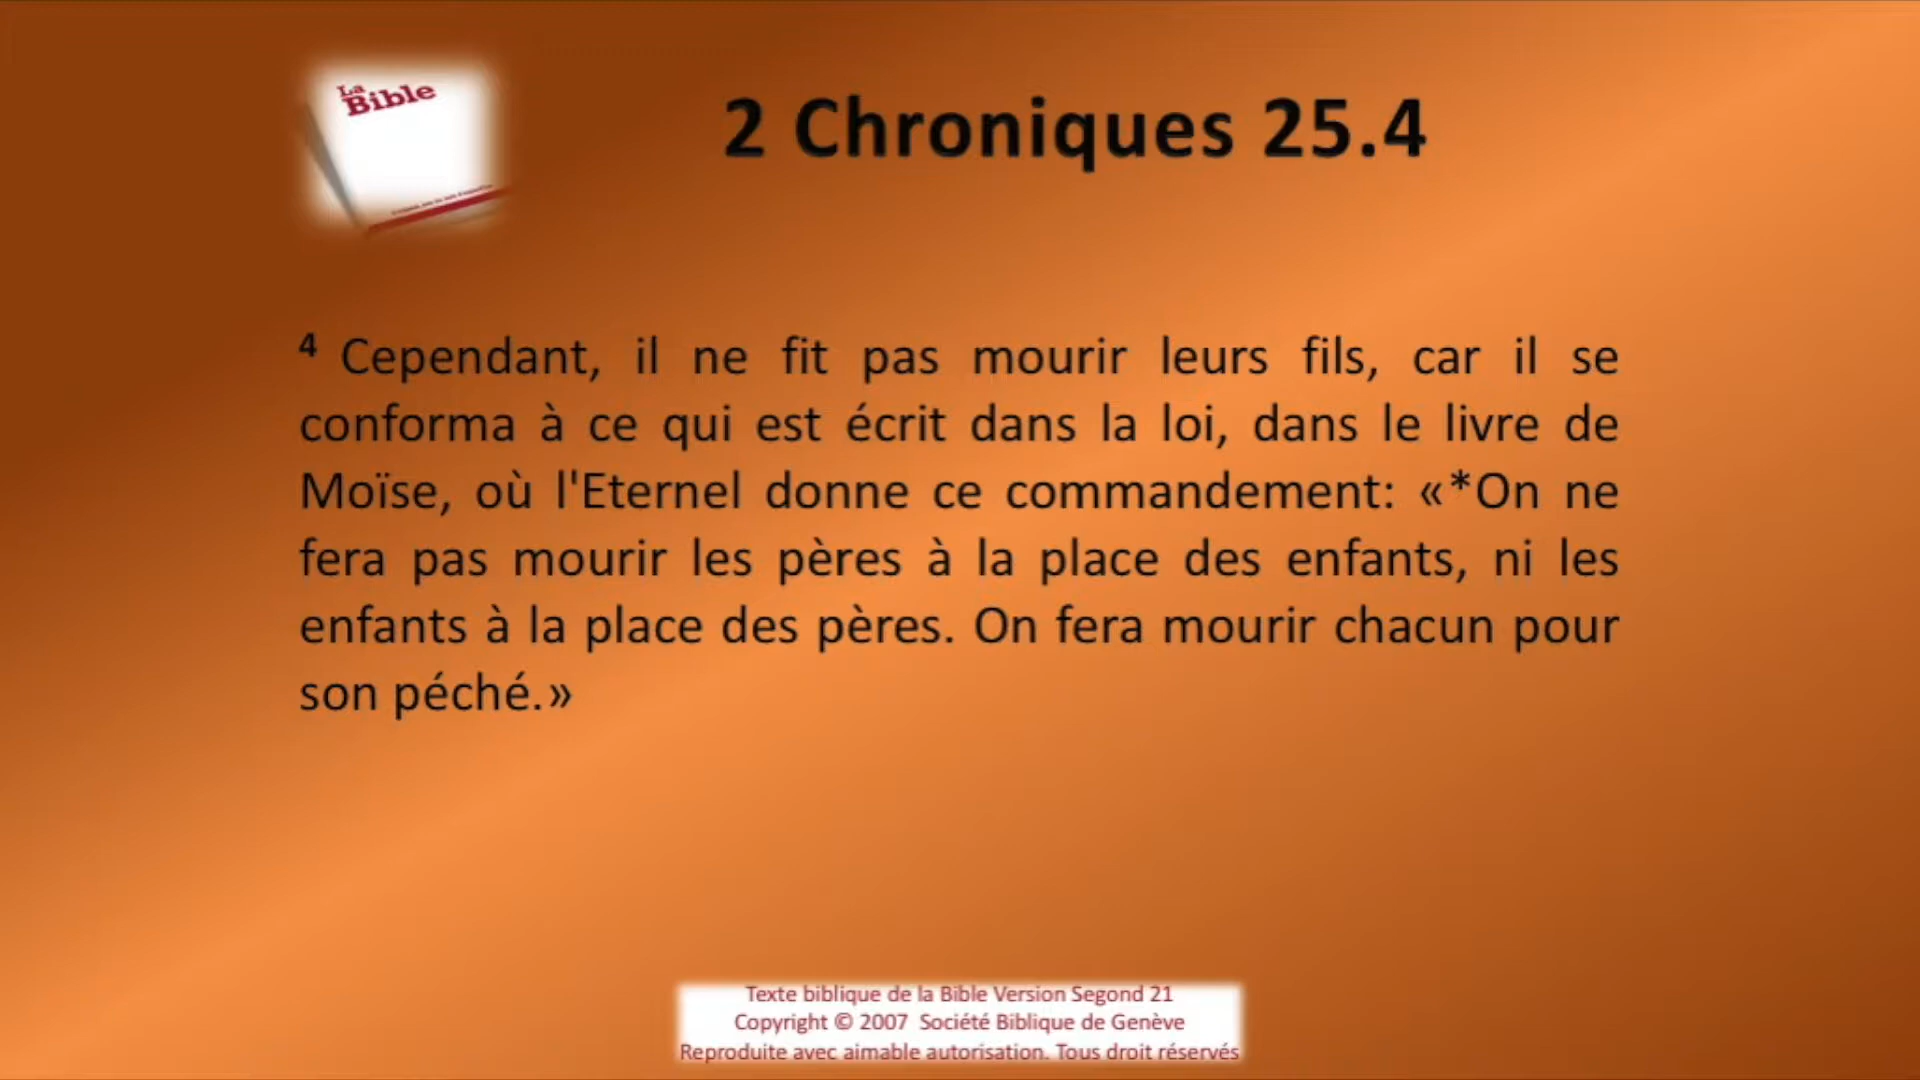 La
Bible
2 Chroniques 25.4
4 Cependant, il ne fit pas mourir leurs fils, car il se
conforma à ce qui est écrit dans la loi, dans le livre de
Moïse, où l'Eternel donne ce commandement: «*On ne
fera pas mourir les pères à la place des enfants, ni les
enfants à la place des pères. On fera mourir chacun pour
son péché.»
Texte biblique de la Bible Version Segond 21
Copyright © 2007 Société Biblique de Genève
Reproduite avec aimable autorisation. Tous droit réservés